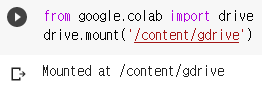 from google.colab import drive
drive.mount('/content/gdrive')
Mounted at /content/gdrive